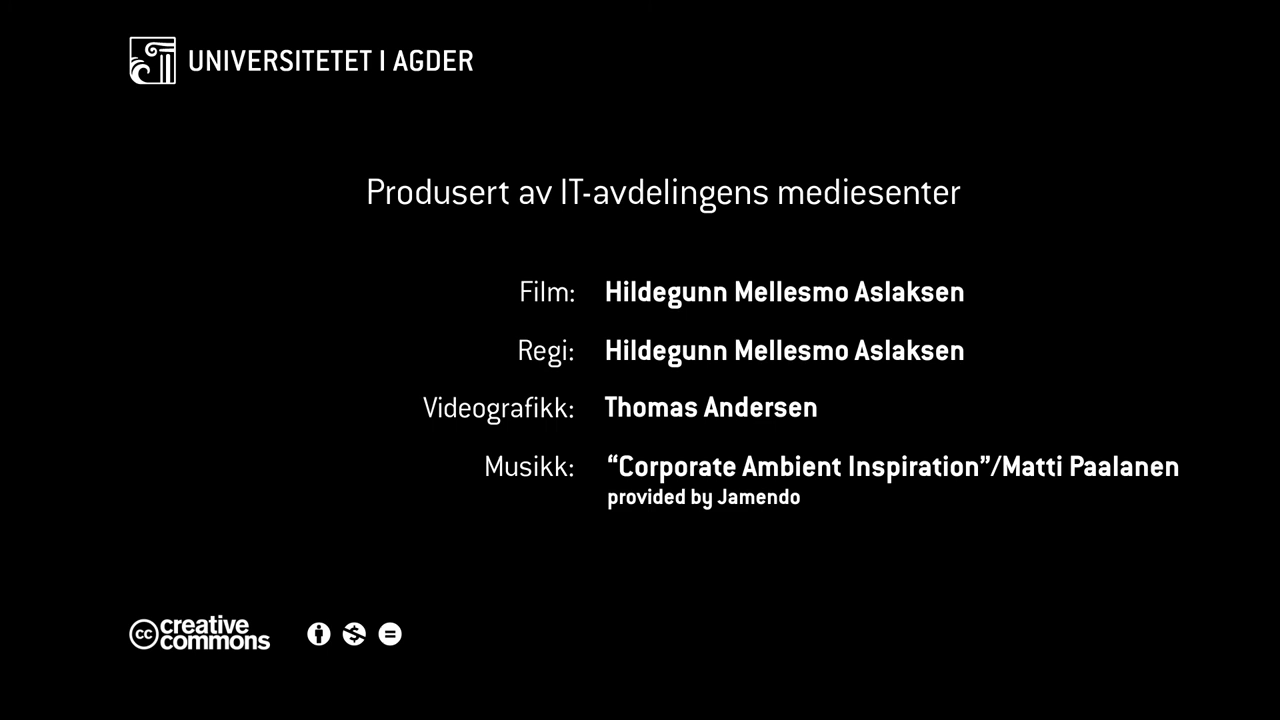 UNIVERSITETET I AGDER
Produsert av IT-avdelingens mediesenter
Film: Hildegunn Mellesmo Aslaksen
Regi: Hildegunn Mellesmo Aslaksen
Videografikk: Thomas Andersen
Musikk: “Corporate Ambient Inspiration”/Matti Paalanen
provided by Jamendo
cc creative
commons